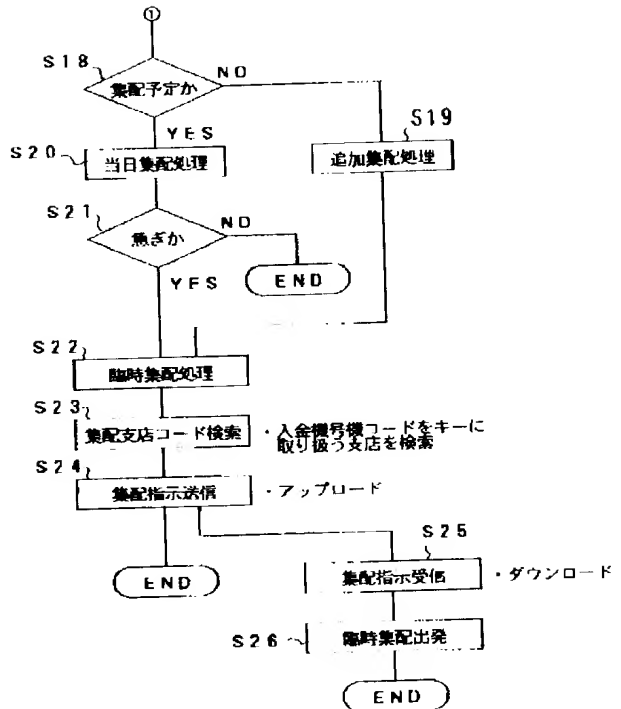 ①
S18
集配予定か
NO
YES
S19
追加集配処理
S20
当日集配処理
S21
急ぎか
NO
END
YES
S22
臨時集配処理
S23
集配支店コード検索
・入金機号機コードをキーに
取り扱う支店を検索
S24
集配指示送信
・アップロード
END
S25
集配指示受信
・ダウンロード
S26
臨時集配出発
END